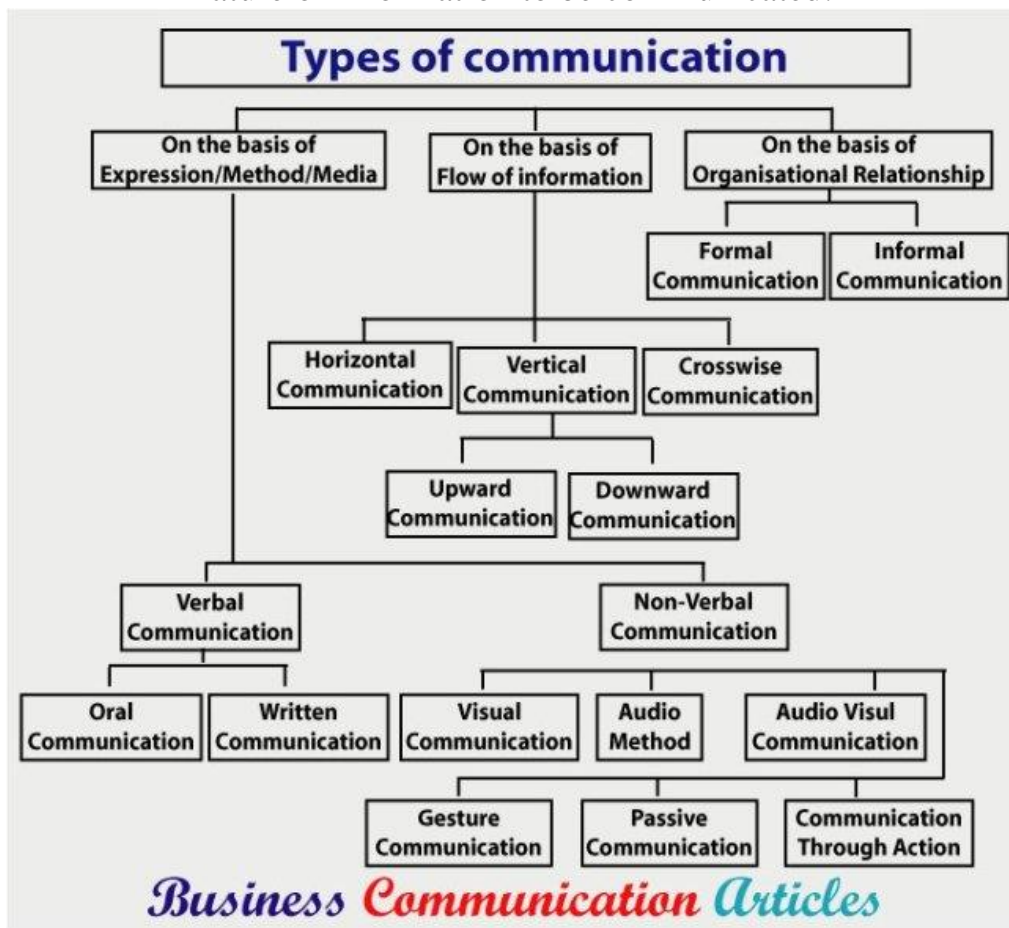 Types of communication
On the basis of
Expression/Method/Media
On the basis of
Flow of information
On the basis of
Organisational Relationship
Formal
Communication
Informal
Communication
Horizontal
Communication
Vertical
Communication
Crosswise
Communication
Upward
Communication
Downward
Communication
Verbal
Communication
Non-Verbal
Communication
Oral
Communication
Written
Communication
Visual
Communication
Audio
Method
Audio Visul
Communication
Gesture
Communication
Passive
Communication
Communication
Through Action
Business Communication Articles